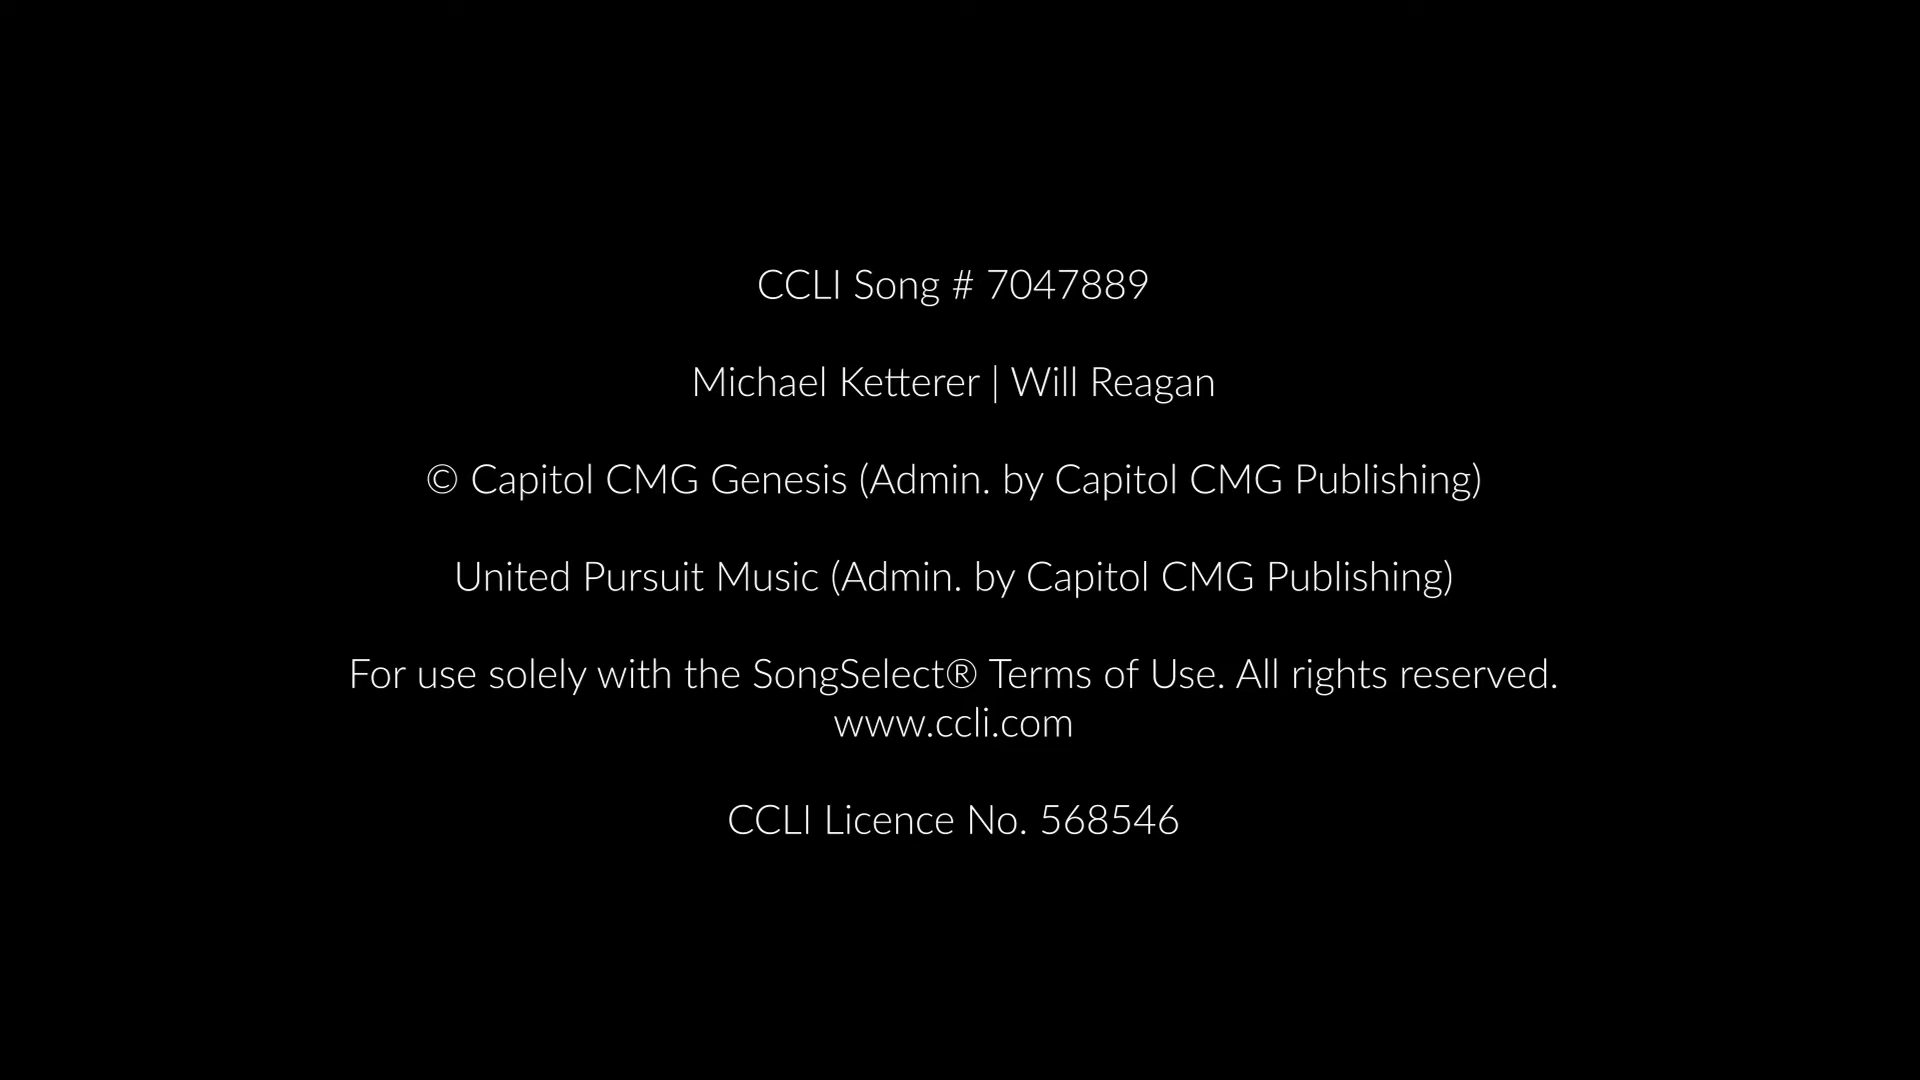 CCLI Song # 7047889
Michael Ketterer | Will Reagan
© Capitol CMG Genesis (Admin. by Capitol CMG Publishing)
United Pursuit Music (Admin. by Capitol CMG Publishing)
For use solely with the SongSelect® Terms of Use. All rights reserved.
www.ccli.com
CCLI Licence No. 568546